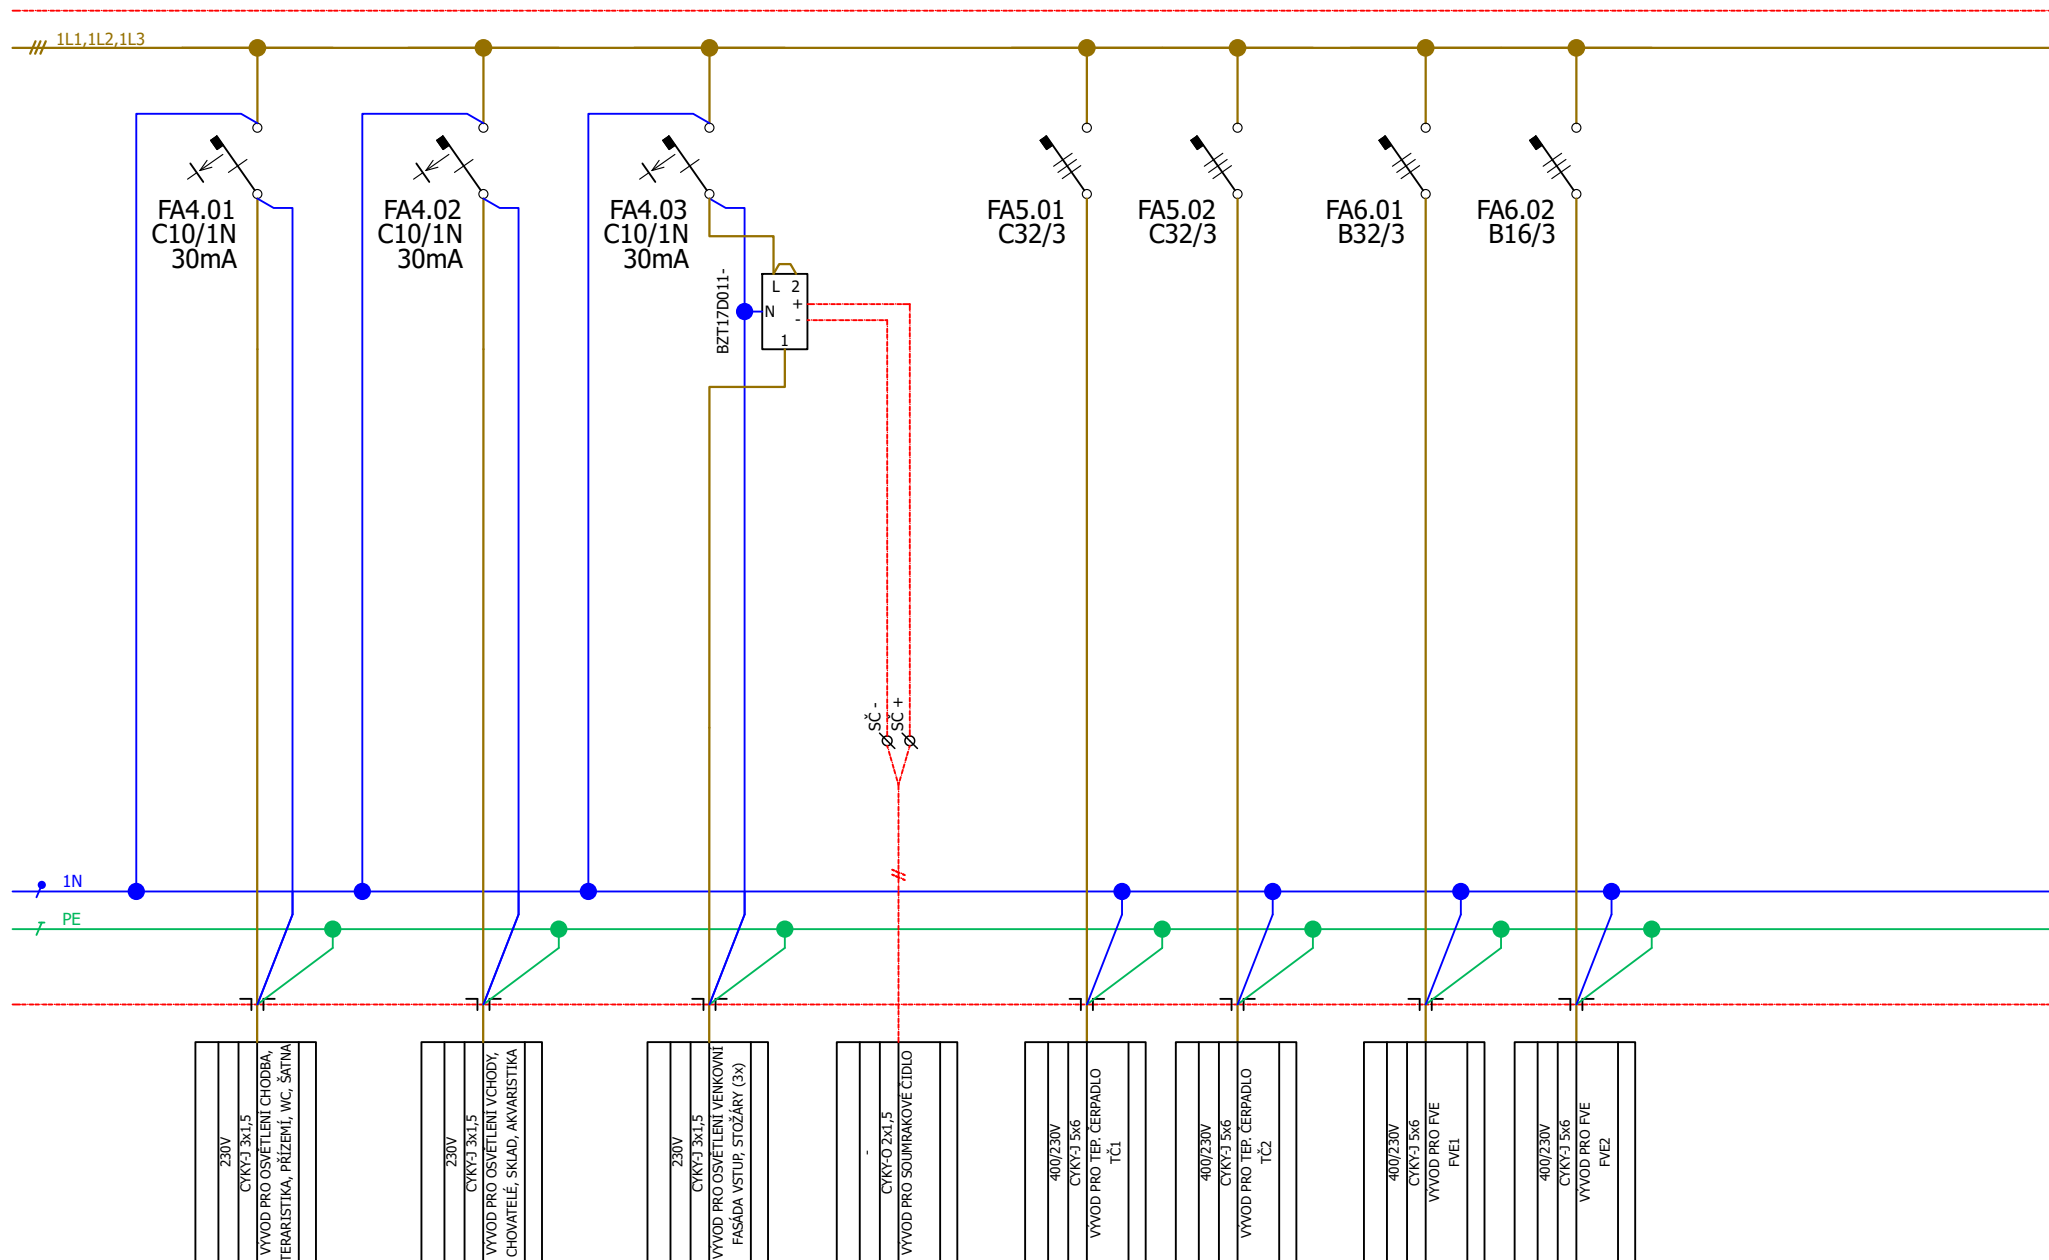 1L1,1L2,1L3
FA4.01
C10/1N
30mA
FA4.02
C10/1N
30mA
FA4.03
C10/1N
30mA
FA5.01
C32/3
FA5.02
C32/3
FA6.01
B32/3
FA6.02
B16/3
BZT17D011-
L 2
+
N
-
1
SČ -
SČ +
1N
PE
230V
CYKY-J 3x1,5
VÝVOD PRO OSVĚTLENÍ CHODBA,
TERARISTIKA, PŘÍZEMÍ, WC, ŠATNA
230V
CYKY-J 3x1,5
VÝVOD PRO OSVĚTLENÍ VCHODY,
CHOVATELÉ, SKLAD, AKVARISTIKA
230V
CYKY-J 3x1,5
VÝVOD PRO OSVĚTLENÍ VENKOVNÍ
FASÁDA VSTUP, STOŽÁRY (3x)
-
CYKY-O 2x1,5
VÝVOD PRO SOUMRAKOVÉ ČIDLO
400/230V
CYKY-J 5x6
VÝVOD PRO TEP. ČERPADLO
TČ1
400/230V
CYKY-J 5x6
VÝVOD PRO TEP. ČERPADLO
TČ2
400/230V
CYKY-J 5x6
VÝVOD PRO FVE
FVE1
400/230V
CYKY-J 5x6
VÝVOD PRO FVE
FVE2